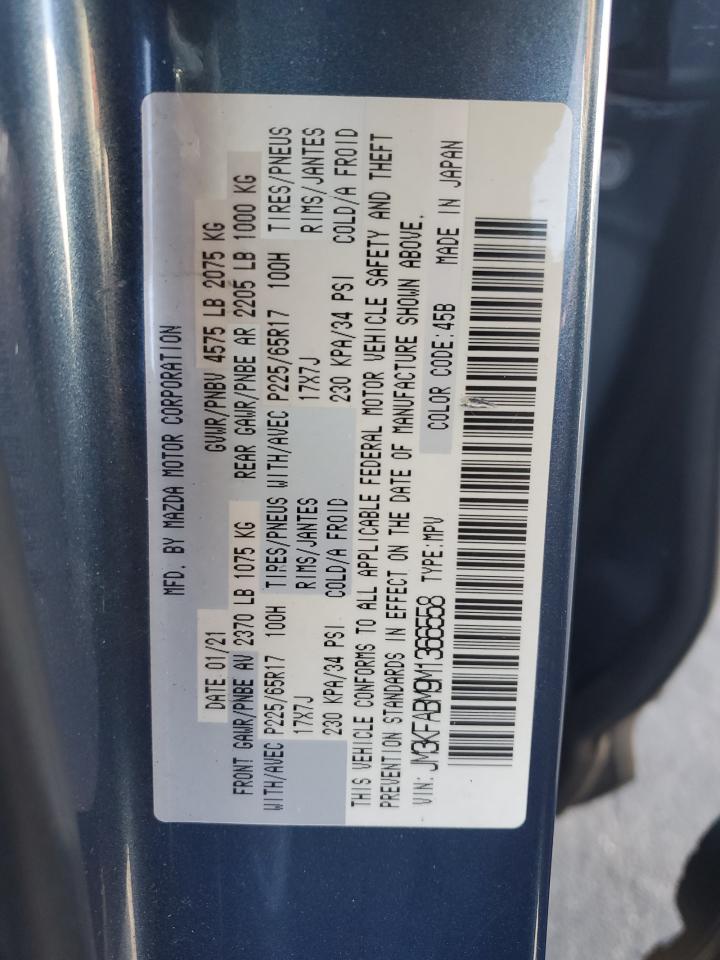 MFD. BY MAZDA MOTOR CORPORATION
DATE 01/21 GVWR/PNBV 4575 LB 2075 KG
FRONT GAWR/PNBE AV 2370 LB 1075 KG REAR GAWR/PNBE AR 2205 LB 1000 KG
WITH/AVEC P225/65R17 100H TIRES/PNEUS WITH/AVEC P225/65R17 100H TIRES/PNEUS
17X7J RIMS/JANTES 17X7J RIMS/JANTES
230 KPA/34 PSI COLD/A FROID 230 KPA/34 PSI COLD/A FROID
THIS VEHICLE CONFORMS TO ALL APPLICABLE FEDERAL MOTOR VEHICLE SAFETY AND THEFT
PREVENTION STANDARDS IN EFFECT ON THE DATE OF MANUFACTURE SHOWN ABOVE.
VIN: JM3KFABM9M1366558 TYPE:MPV COLOR CODE:45B MADE IN JAPAN